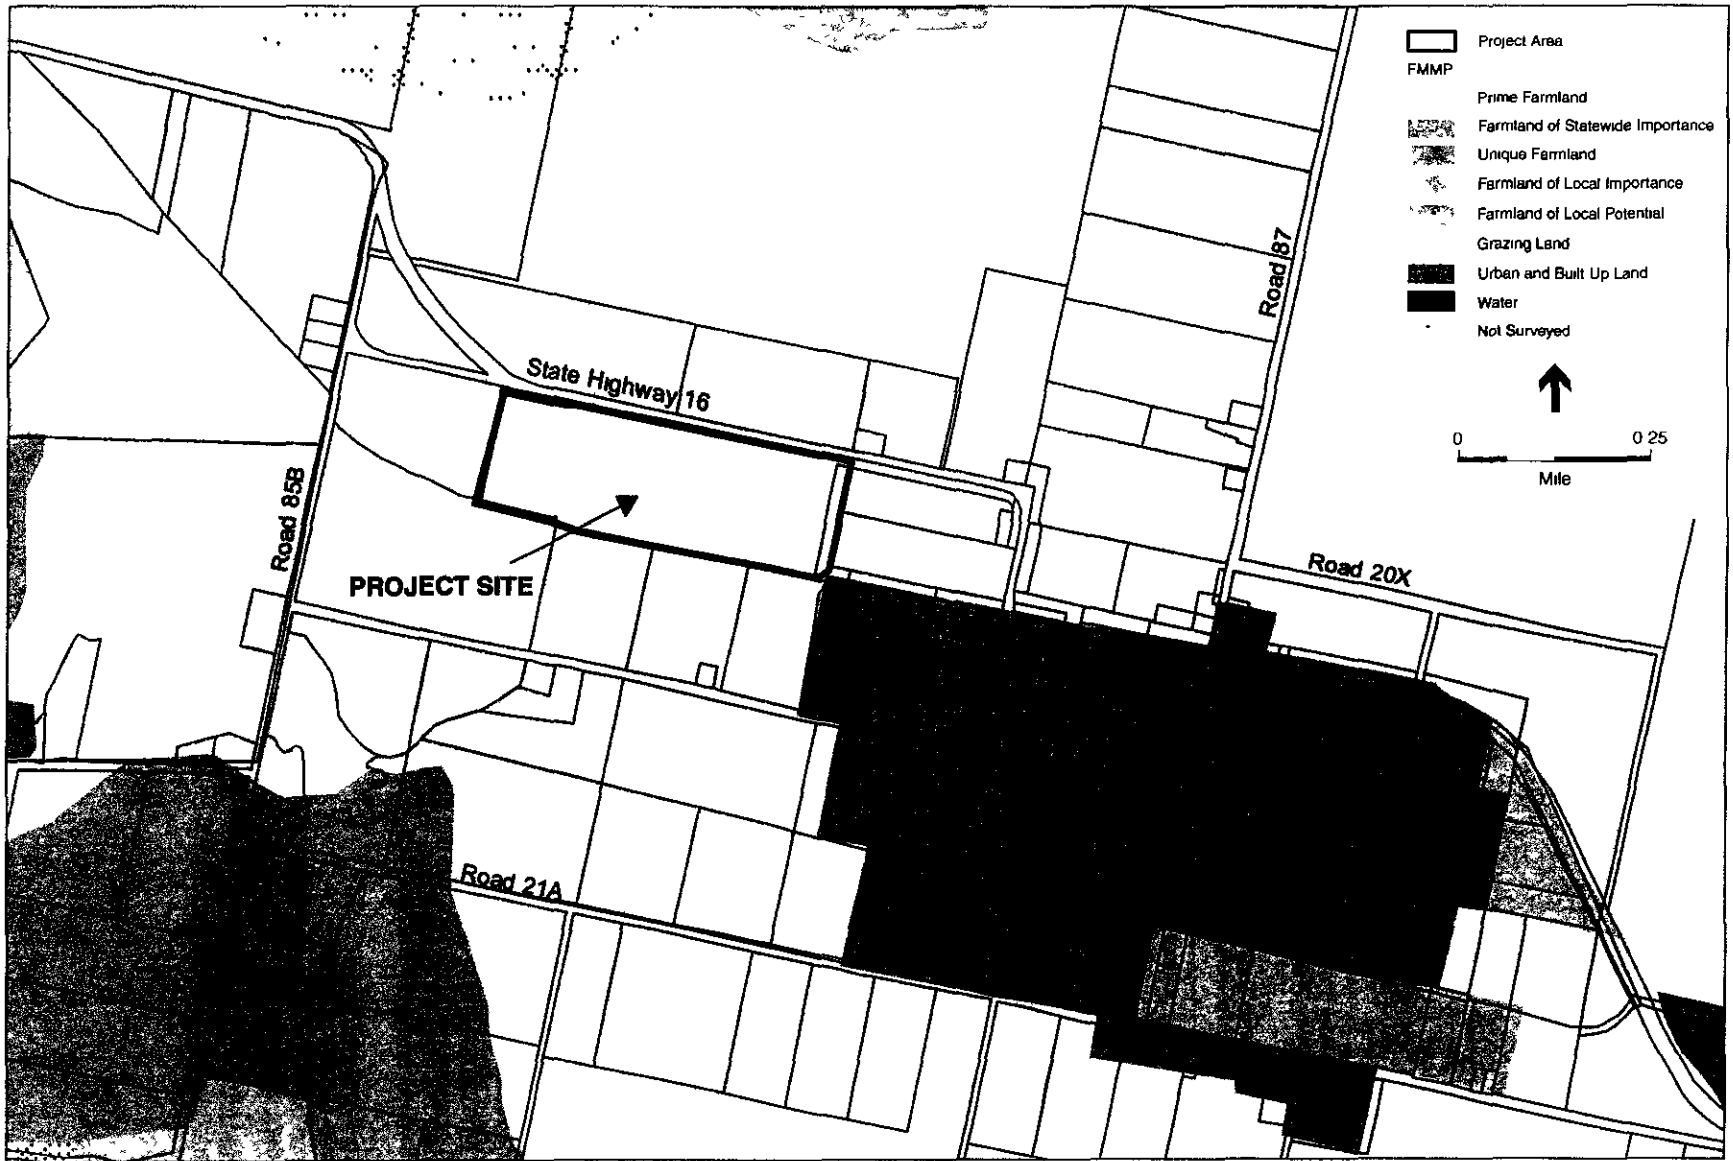 Project Area
FMMP
Prime Farmland
Farmland of Statewide Importance
Unique Farmland
Farmland of Local Importance
Farmland of Local Potential
Grazing Land
Urban and Built Up Land
Water
Not Surveyed
0 0 25
Mile
Road 87
State Highway 16
Road 85B
PROJECT SITE
Road 20X
Road 21A